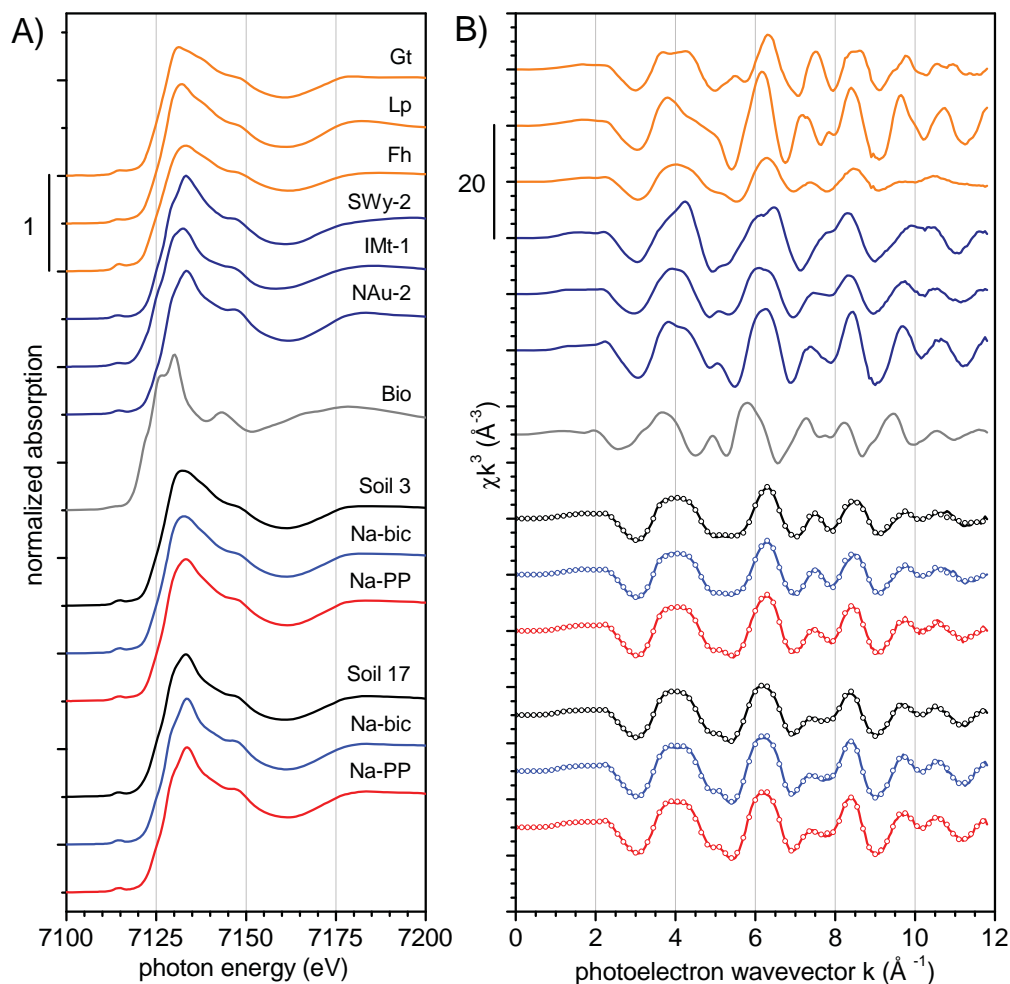 A)
Gt
Lp
Fh
SWy-2
1
IMt-1
NAu-2
Bio
Soil 3
Na-bic
Na-PP
Soil 17
Na-bic
Na-PP
normalized absorption
7100 7125 7150 7175 7200
photon energy (eV)
B)
20
χk³ (Å⁻³)
0 2 4 6 8 10 12
photoelectron wavevector k (Å ⁻¹)